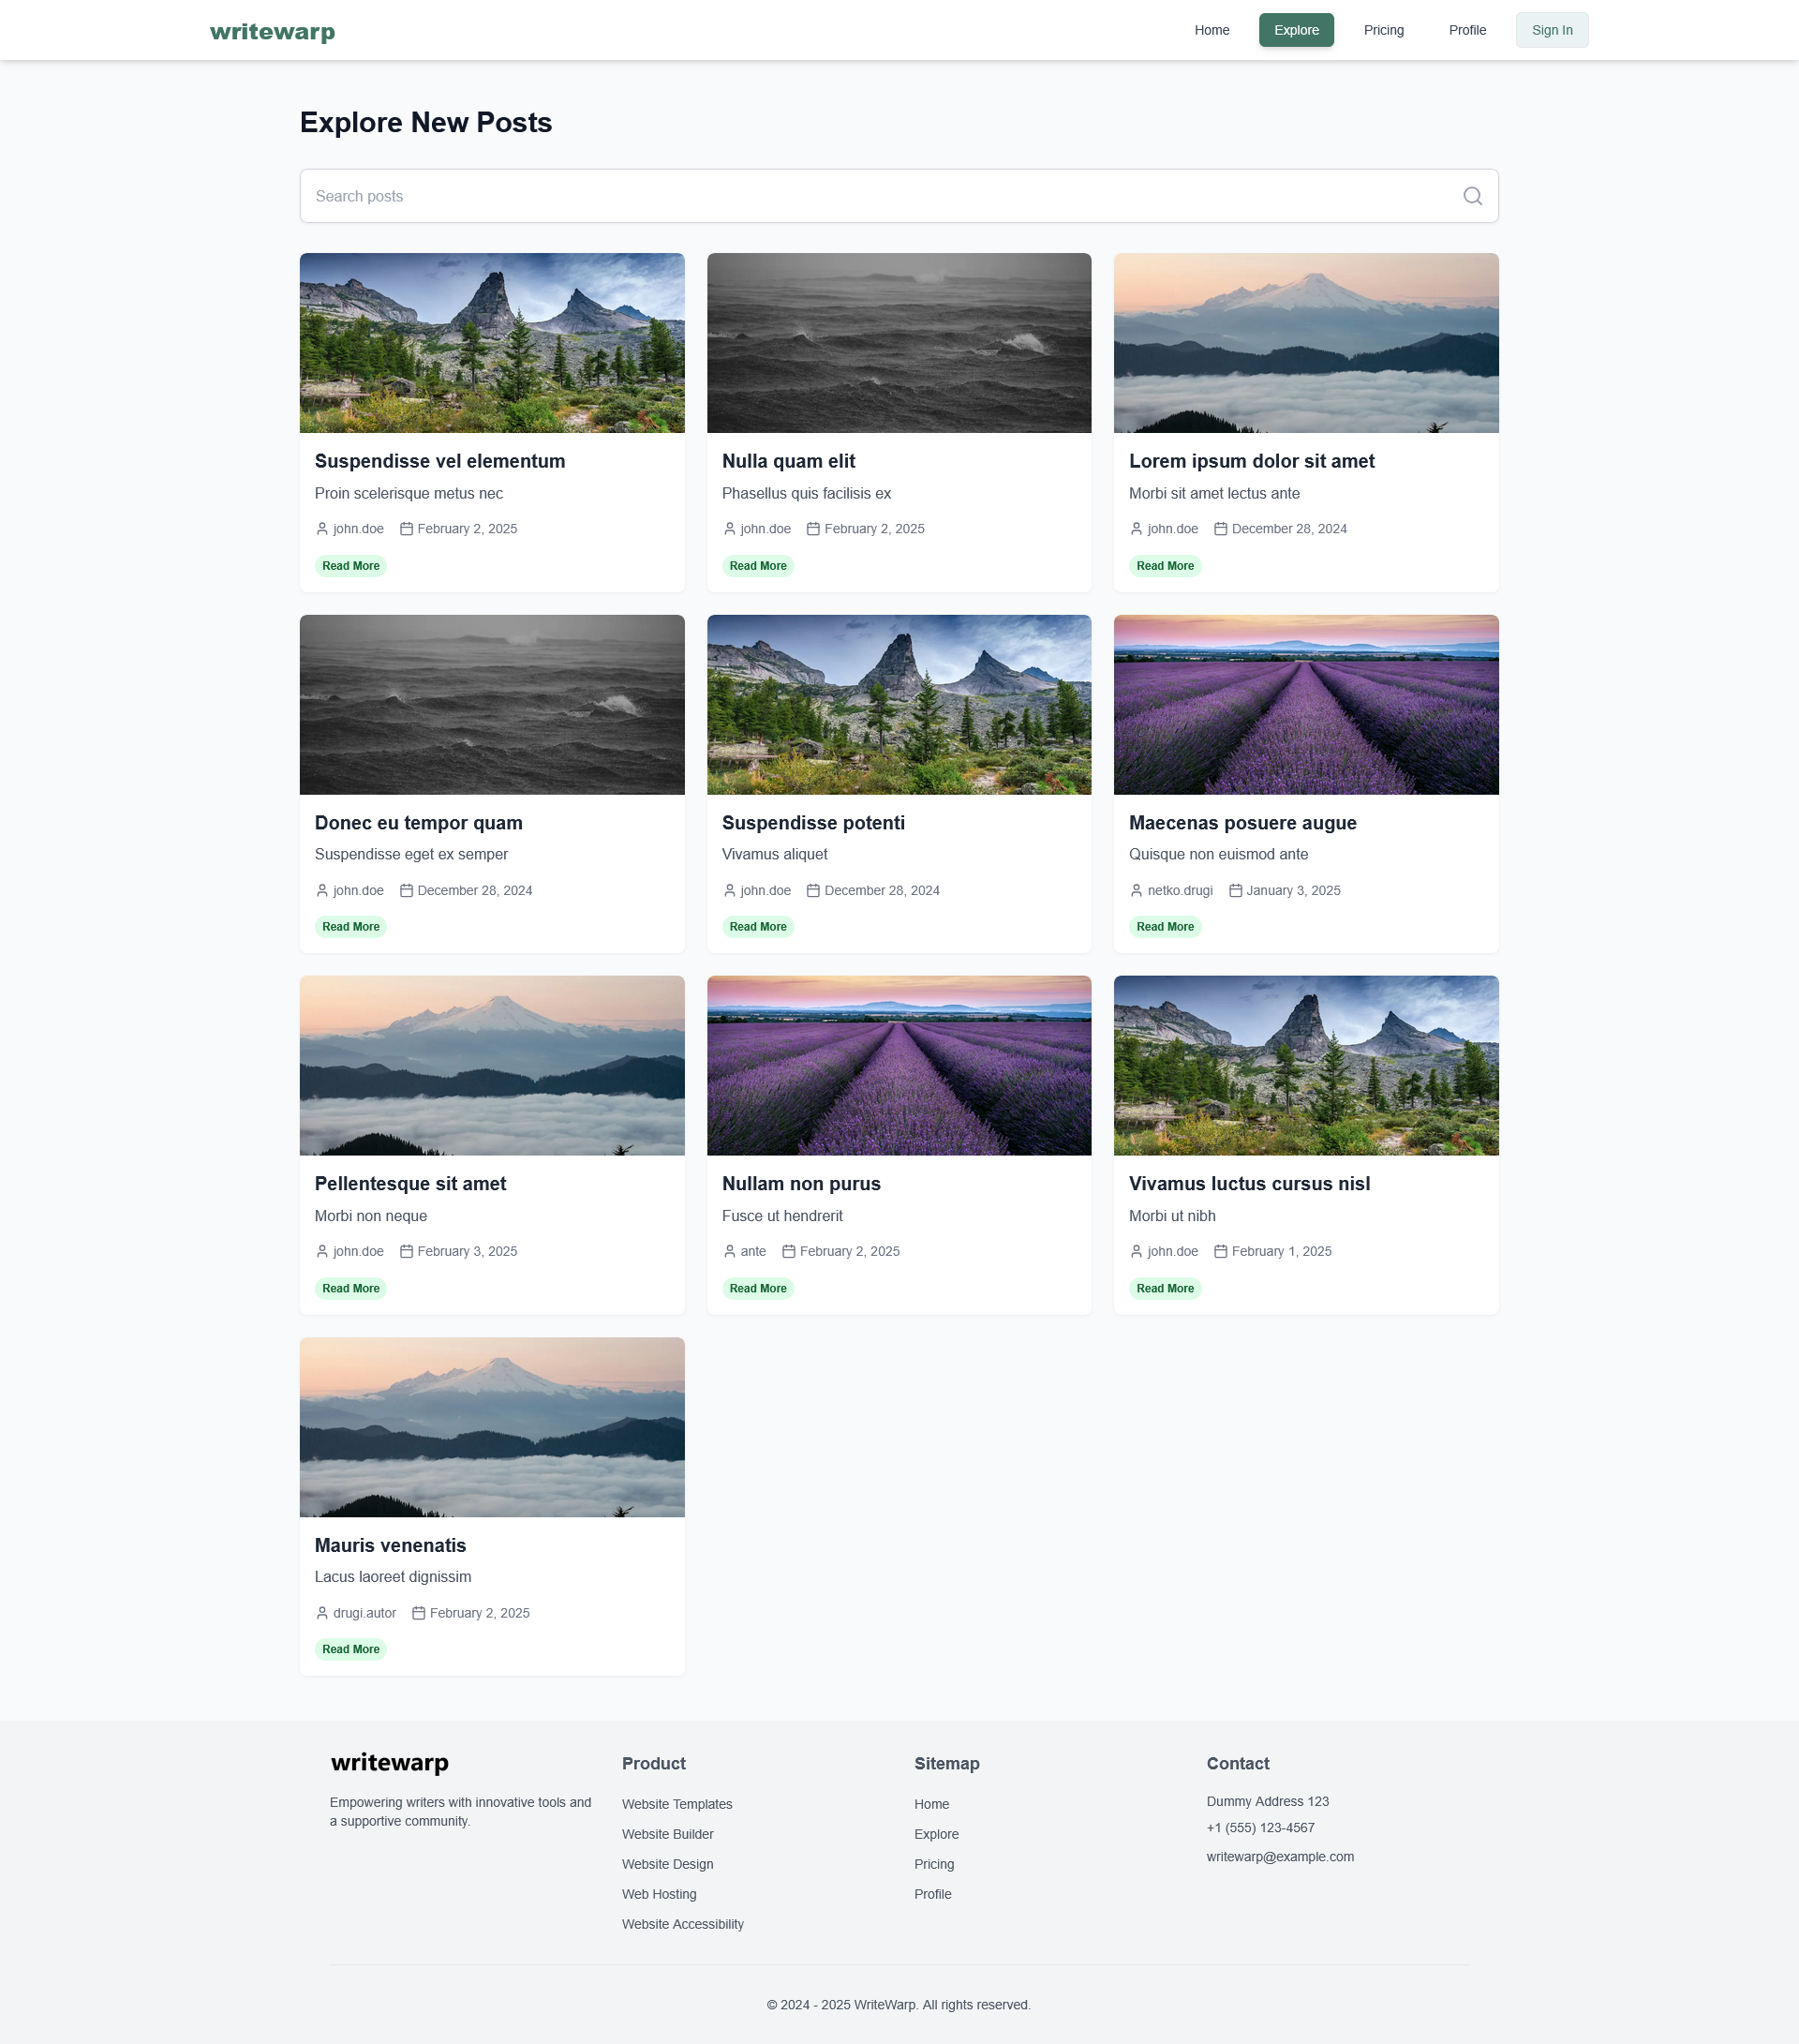 writewarp
Home
Explore
Pricing
Profile
Sign In
Explore New Posts
Search posts
Suspendisse vel elementum
Proin scelerisque metus nec
john.doe February 2, 2025
Read More
Nulla quam elit
Phasellus quis facilisis ex
john.doe February 2, 2025
Read More
Lorem ipsum dolor sit amet
Morbi sit amet lectus ante
john.doe December 28, 2024
Read More
Donec eu tempor quam
Suspendisse eget ex semper
john.doe December 28, 2024
Read More
Suspendisse potenti
Vivamus aliquet
john.doe December 28, 2024
Read More
Maecenas posuere augue
Quisque non euismod ante
netko.drugi January 3, 2025
Read More
Pellentesque sit amet
Morbi non neque
john.doe February 3, 2025
Read More
Nullam non purus
Fusce ut hendrerit
ante February 2, 2025
Read More
Vivamus luctus cursus nisl
Morbi ut nibh
john.doe February 1, 2025
Read More
Mauris venenatis
Lacus laoreet dignissim
drugi.autor February 2, 2025
Read More
writewarp
Empowering writers with innovative tools and
a supportive community.
Product
Website Templates
Website Builder
Website Design
Web Hosting
Website Accessibility
Sitemap
Home
Explore
Pricing
Profile
Contact
Dummy Address 123
+1 (555) 123-4567
writewarp@example.com
© 2024 - 2025 WriteWarp. All rights reserved.